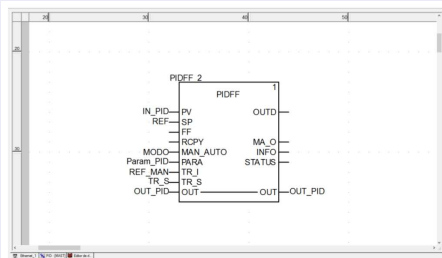 20 30 40 50
20
PIDFF_2
1
PIDFF
IN_PID PV OUTD
REF SP
FF
RCPY MA_O
MODO MAN_AUTO INFO
Param_PID PARA STATUS
30
REF_MAN TR_I
TR_S TR_S
OUT_PID OUT OUT OUT_PID